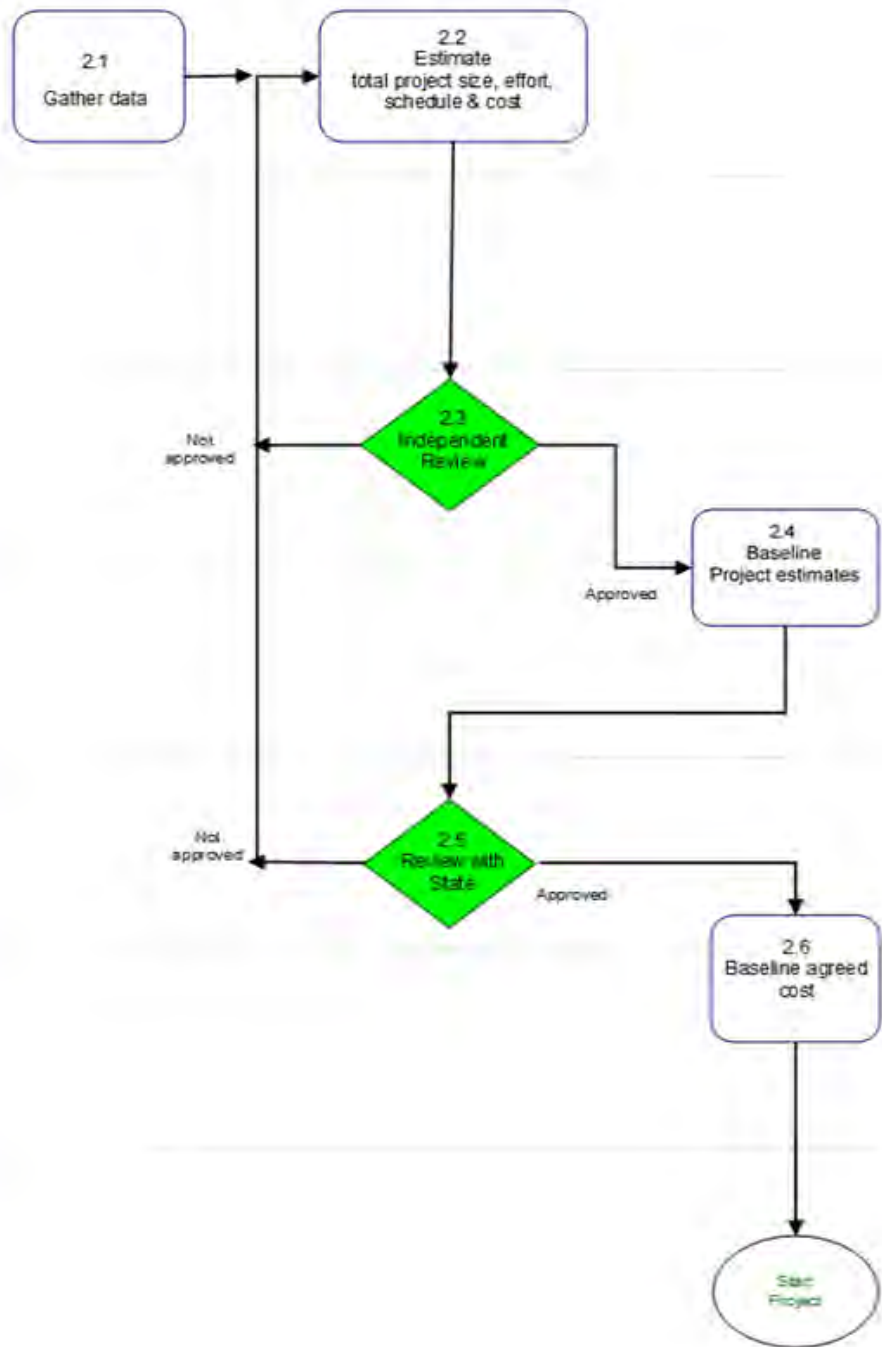 2.1
Gather data
2.2
Estimate
total project size, effort,
schedule & cost
2.3
Independent
Review
Not
approved
2.4
Baseline
Project estimates
Approved
2.5
Review with
State
Not
approved
Approved
2.6
Baseline agreed
cost
Start
Project